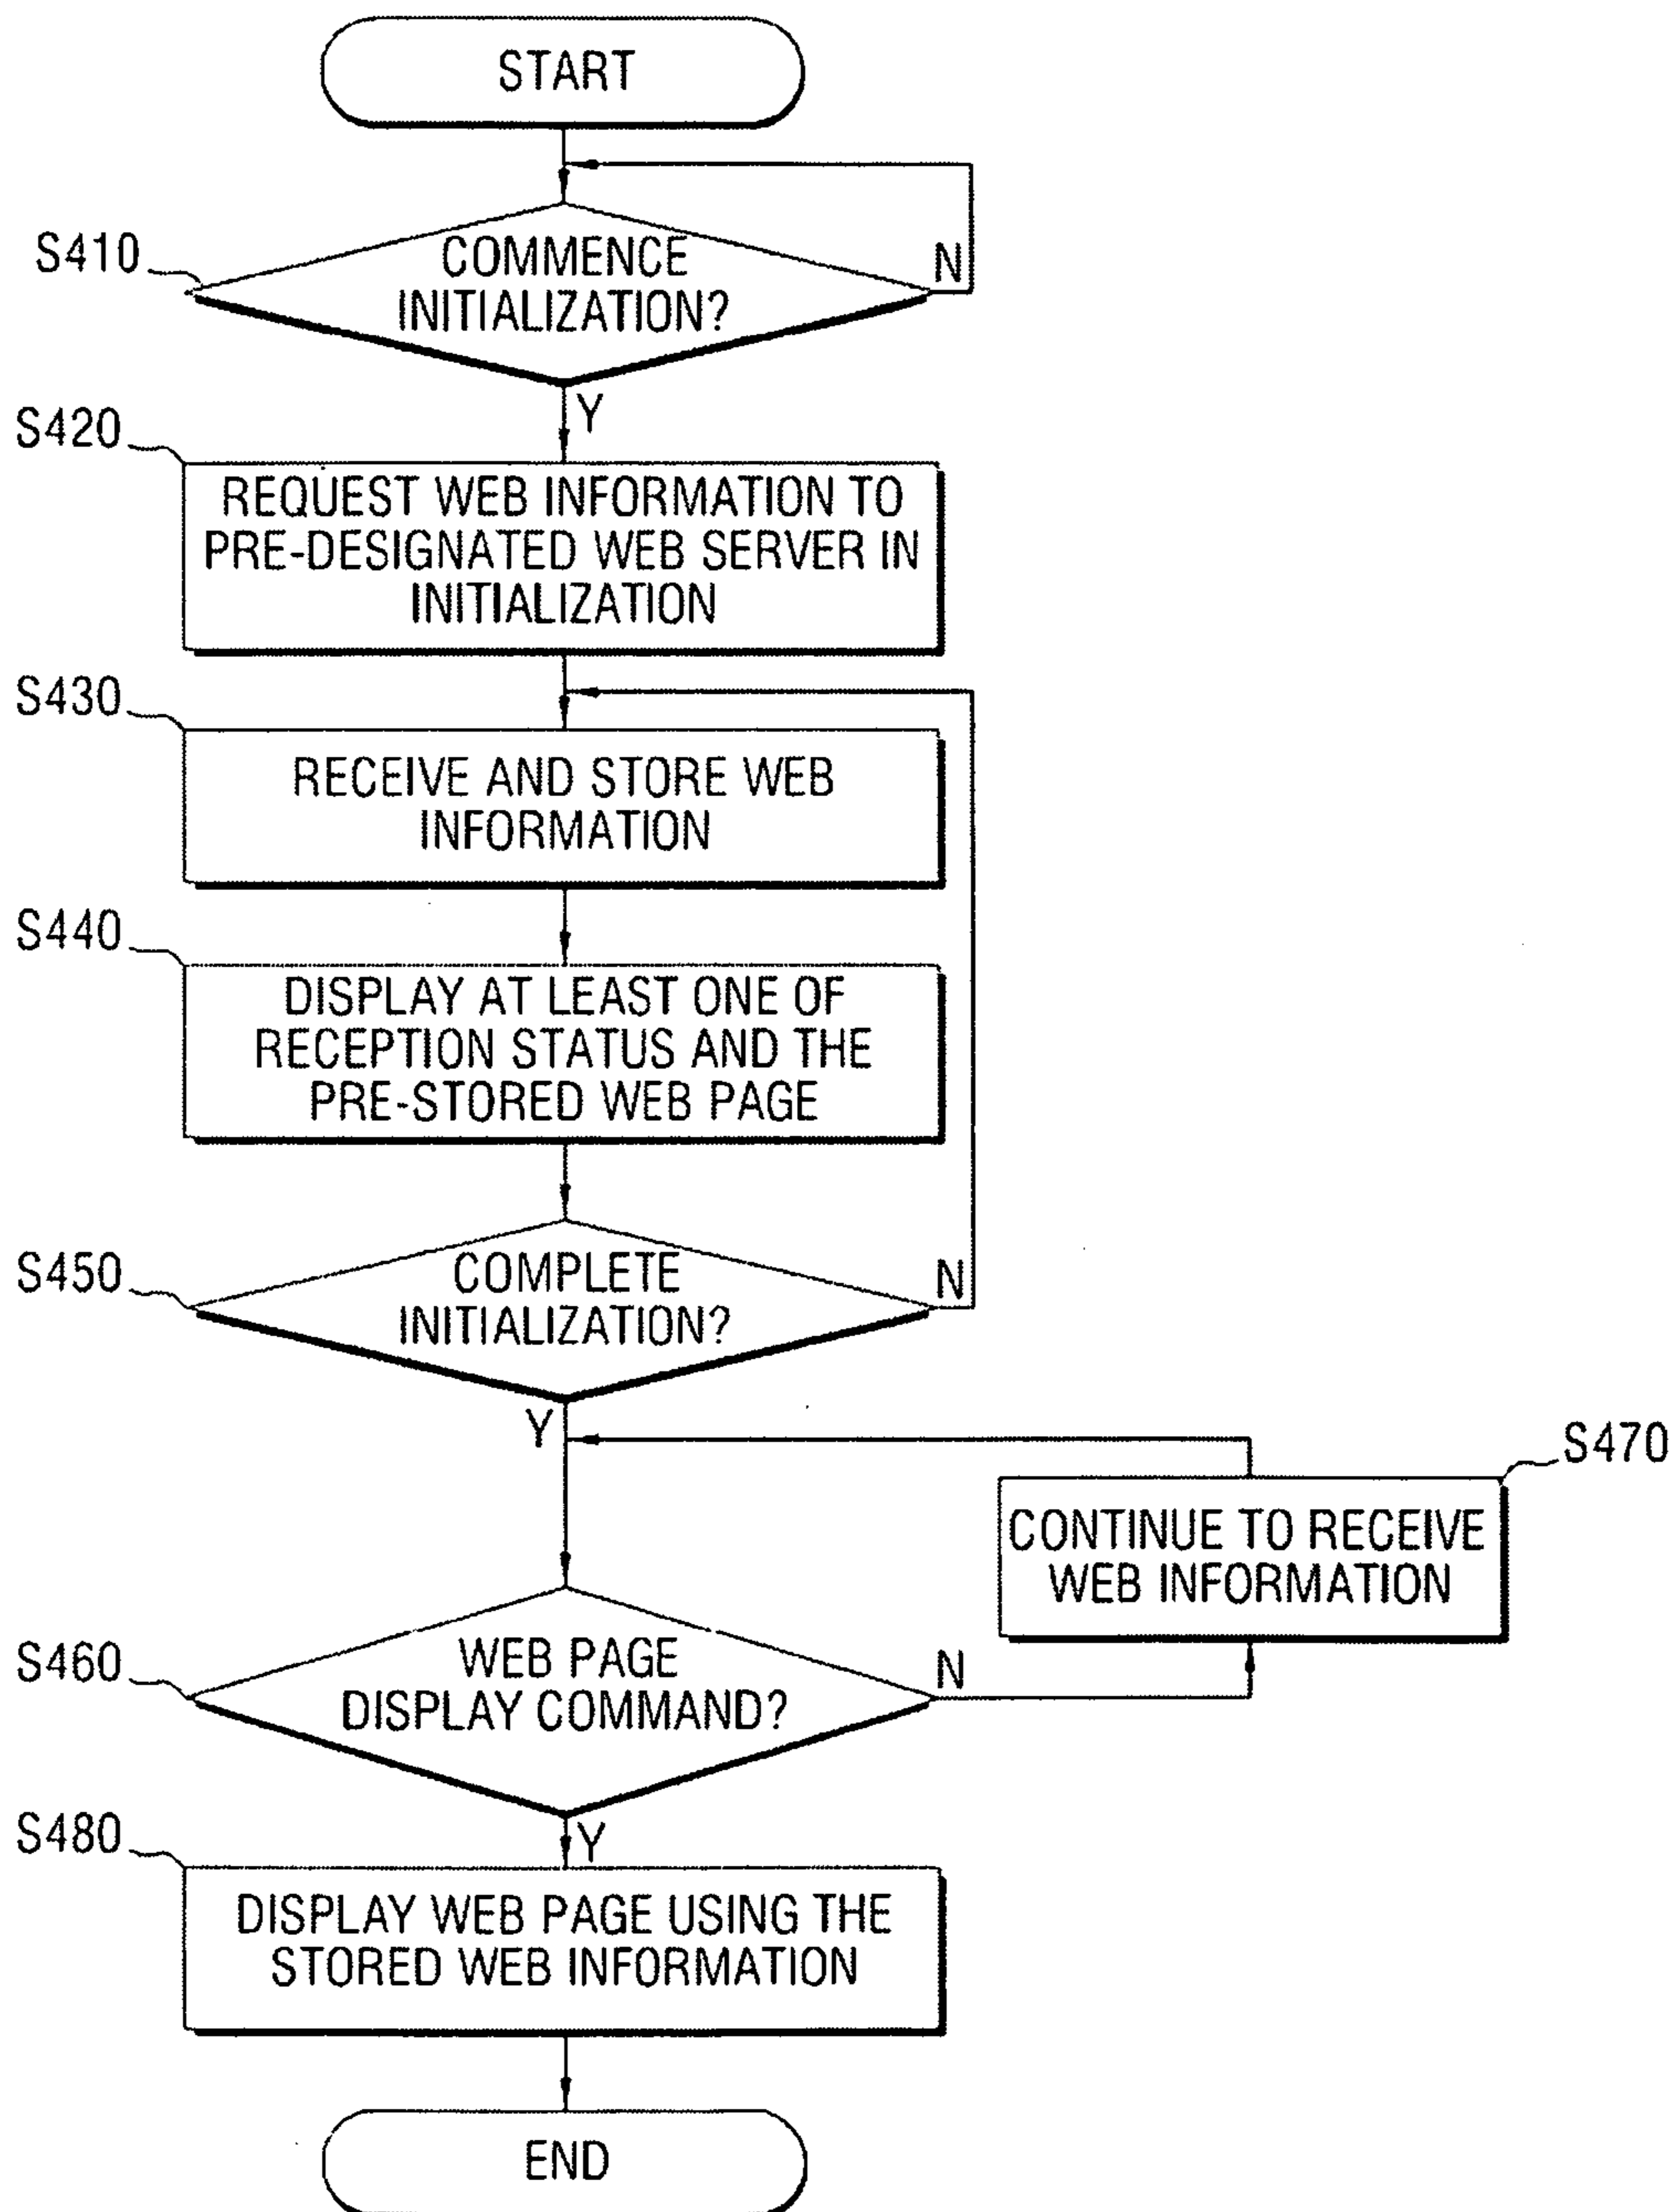 START
S410
COMMENCE
INITIALIZATION?
N
Y
S420
REQUEST WEB INFORMATION TO
PRE-DESIGNATED WEB SERVER IN
INITIALIZATION
S430
RECEIVE AND STORE WEB
INFORMATION
S440
DISPLAY AT LEAST ONE OF
RECEPTION STATUS AND THE
PRE-STORED WEB PAGE
S450
COMPLETE
INITIALIZATION?
N
Y
S470
CONTINUE TO RECEIVE
WEB INFORMATION
S460
WEB PAGE
DISPLAY COMMAND?
N
Y
S480
DISPLAY WEB PAGE USING THE
STORED WEB INFORMATION
END